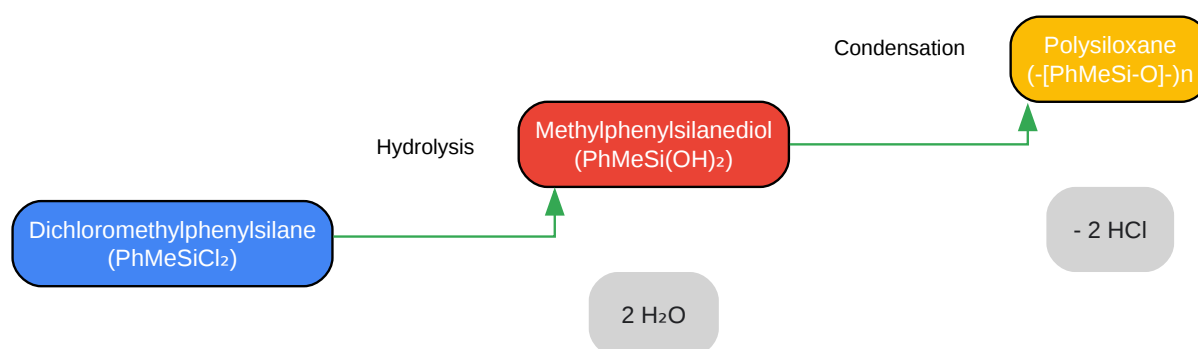 Condensation
Polysiloxane
(-[PhMeSi-O]-)n
Hydrolysis
Methylphenylsilanediol
(PhMeSi(OH)₂)
Dichloromethylphenylsilane
(PhMeSiCl₂)
- 2 HCl
2 H₂O